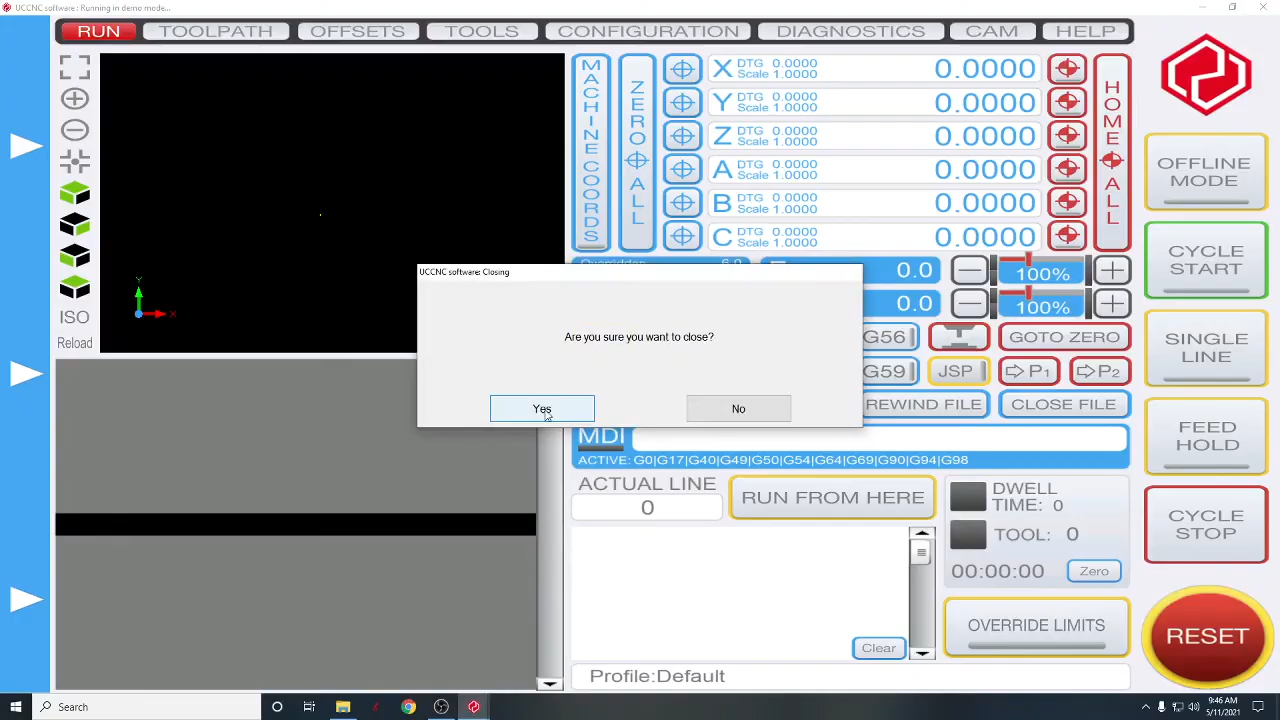 UCCNC software: Running in demo mode...
RUN TOOLPATH OFFSETS TOOLS CONFIGURATION DIAGNOSTICS CAM HELP
MACHINE COORDS
ZERO ALL
HOME ALL
X DTG 0.0000 Scale 1.0000 0.0000
Y DTG 0.0000 Scale 1.0000 0.0000
Z DTG 0.0000 Scale 1.0000 0.0000
A DTG 0.0000 Scale 1.0000 0.0000
B DTG 0.0000 Scale 1.0000 0.0000
C DTG 0.0000 Scale 1.0000 0.0000
OFFLINE MODE
CYCLE START
SINGLE LINE
FEED HOLD
CYCLE STOP
RESET
Y
X
ISO
Reload
0.0 100%
0.0 100%
UCCNC software: Closing
Are you sure you want to close?
Yes No
G56 GOTO ZERO
G59 JSP P1 P2
REWIND FILE CLOSE FILE
MDI
ACTIVE: G0|G17|G40|G49|G50|G54|G64|G69|G90|G94|G98
ACTUAL LINE
0
RUN FROM HERE
DWELL TIME: 0
TOOL: 0
00:00:00 Zero
OVERRIDE LIMITS
Clear
Profile:Default
Search
9:46 AM
5/11/2021